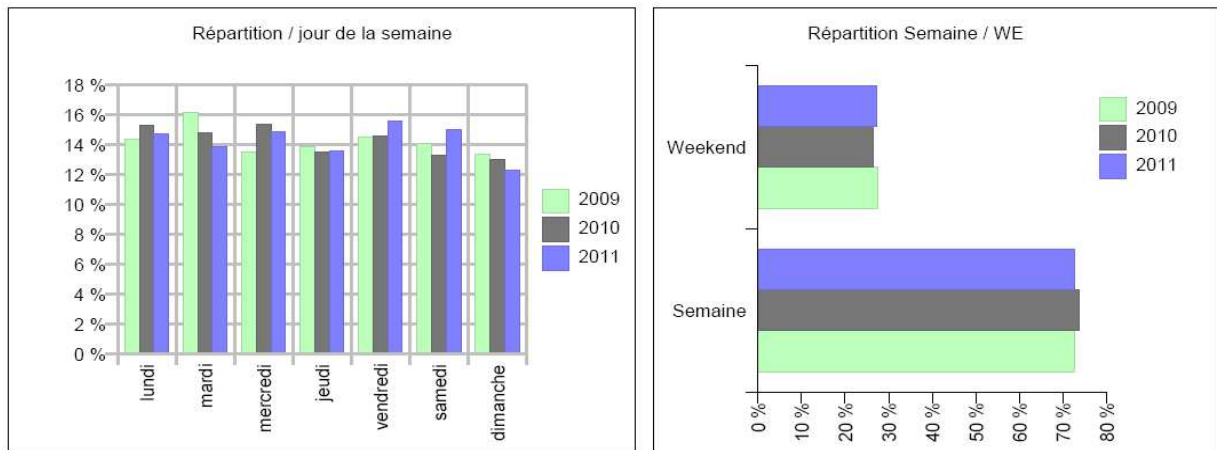 Répartition / jour de la semaine
18 %
16 %
14 %
12 %
10 %
8 %
6 %
4 %
2 %
0 %
lundi
mardi
mercredi
jeudi
vendredi
samedi
dimanche
2009
2010
2011
Répartition Semaine / WE
2009
2010
2011
Weekend
Semaine
0 %
10 %
20 %
30 %
40 %
50 %
60 %
70 %
80 %